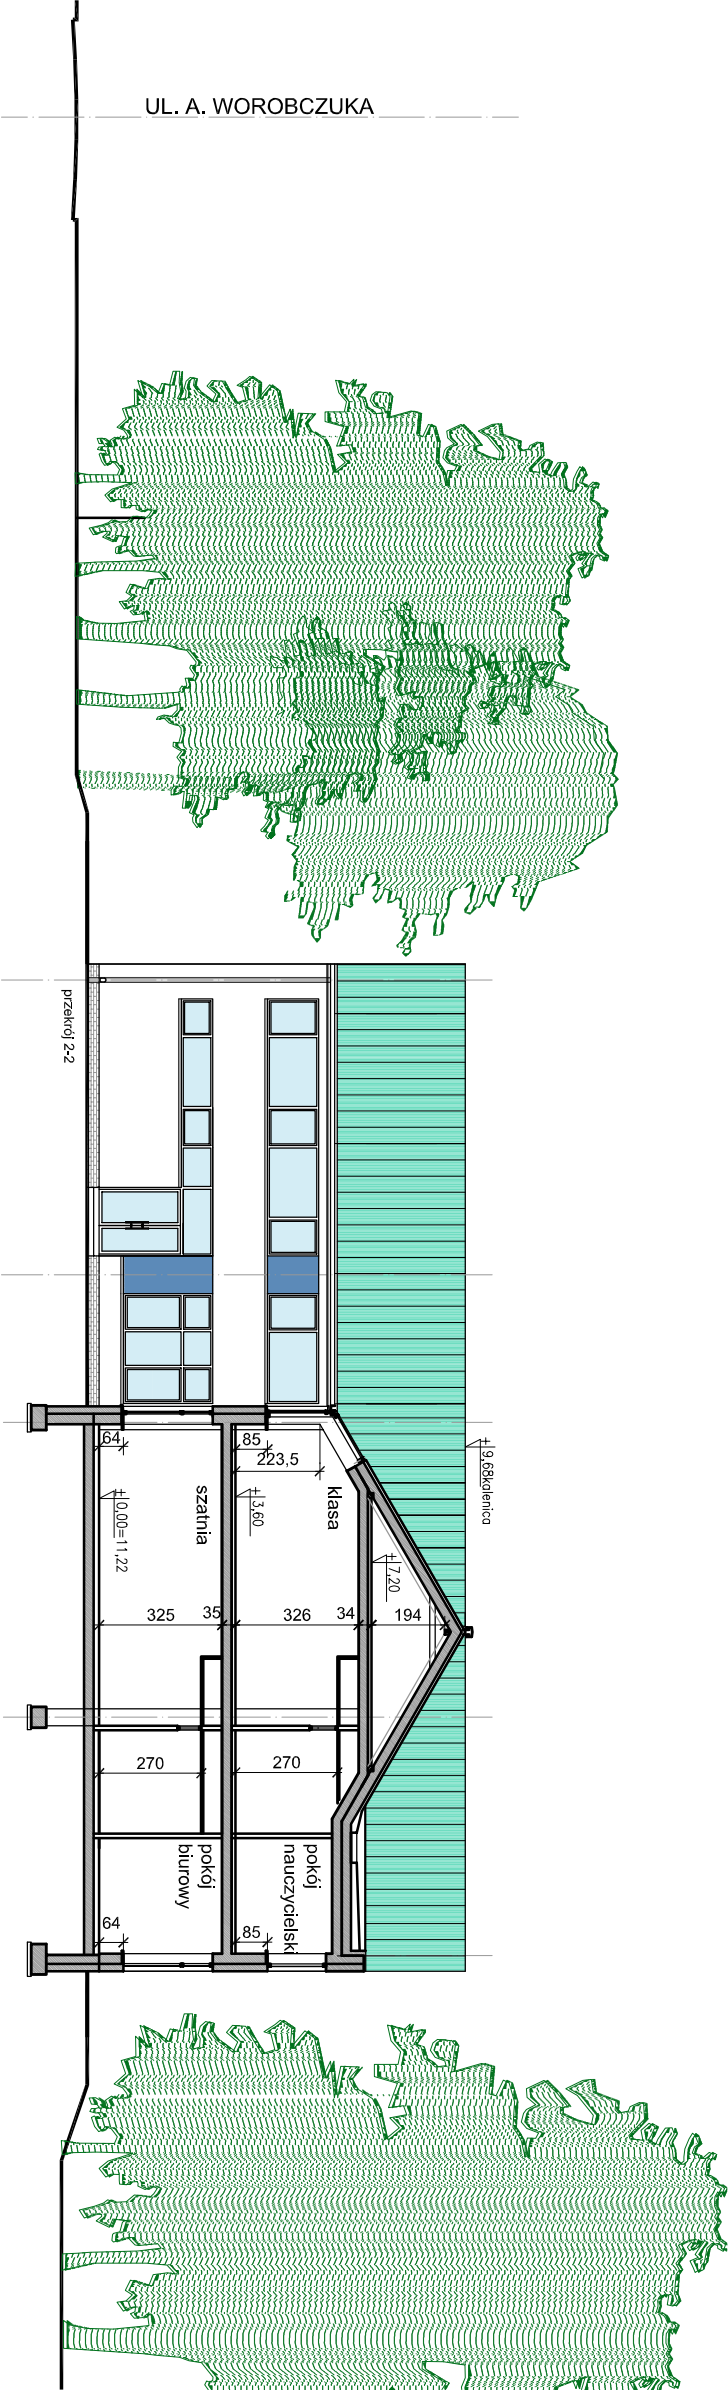 UL. A. WOROBCZUKA
przekrój 2-2
+ 9,68kalenica
64
85
223,5
klasa
szatnia
+ 3,60
+ 0,00=11,22
+ 7,20
325
35
326
34
194
270
270
pokój
nauczycielski
pokój
biurowy
64
85